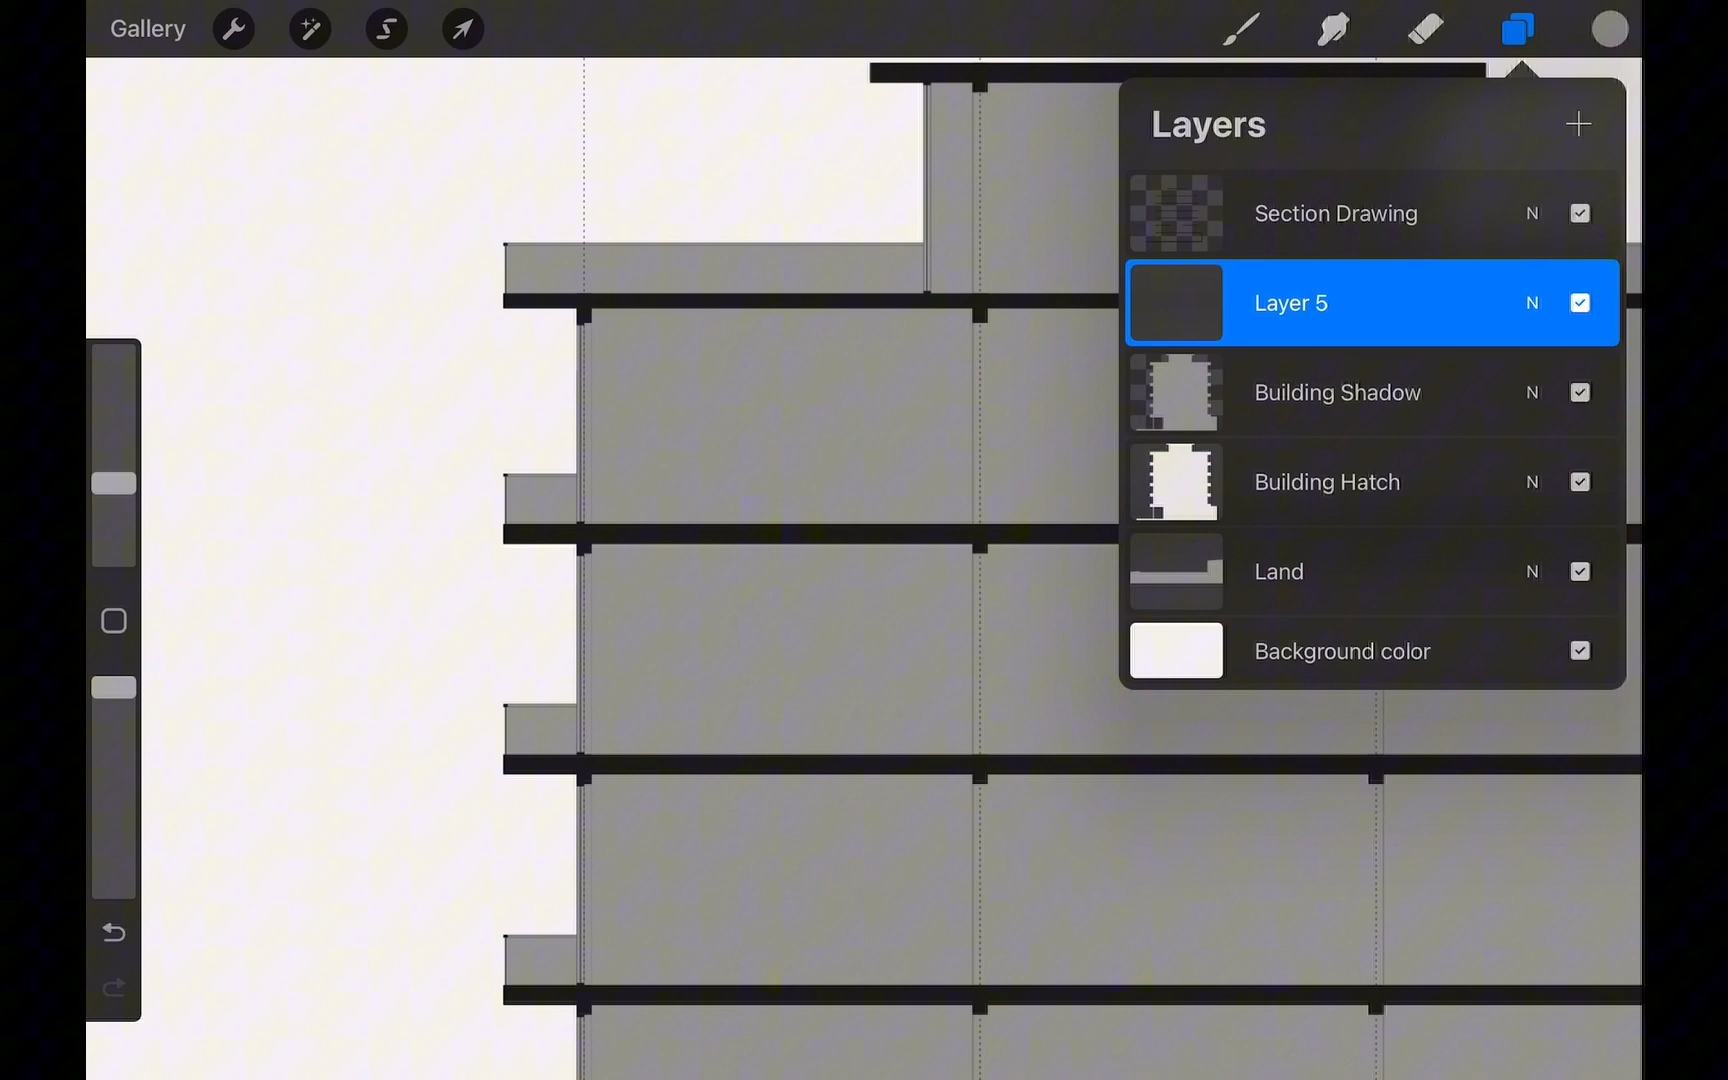 Gallery
Layers
Section Drawing N
Layer 5 N
Building Shadow N
Building Hatch N
Land N
Background color